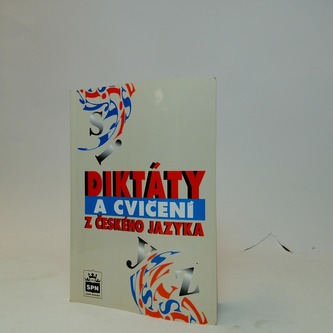 DIKTÁTY
A CVIČENÍ
Z ČESKÉHO JAZYKA
SPN